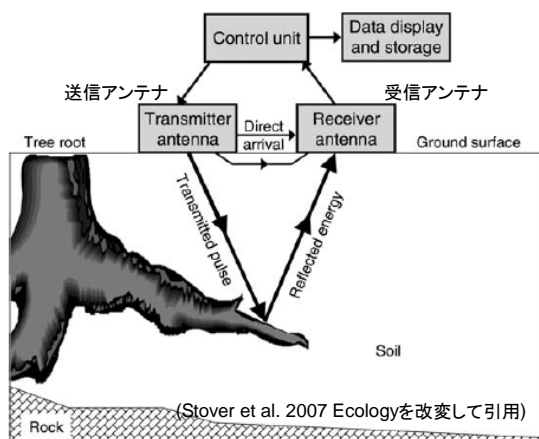 Control unit
Data display
and storage
送信アンテナ
受信アンテナ
Transmitter
antenna
Direct
arrival
Receiver
antenna
Tree root
Ground surface
Transmitted pulse
Reflected energy
Soil
(Stover et al. 2007 Ecologyを改変して引用)
Rock